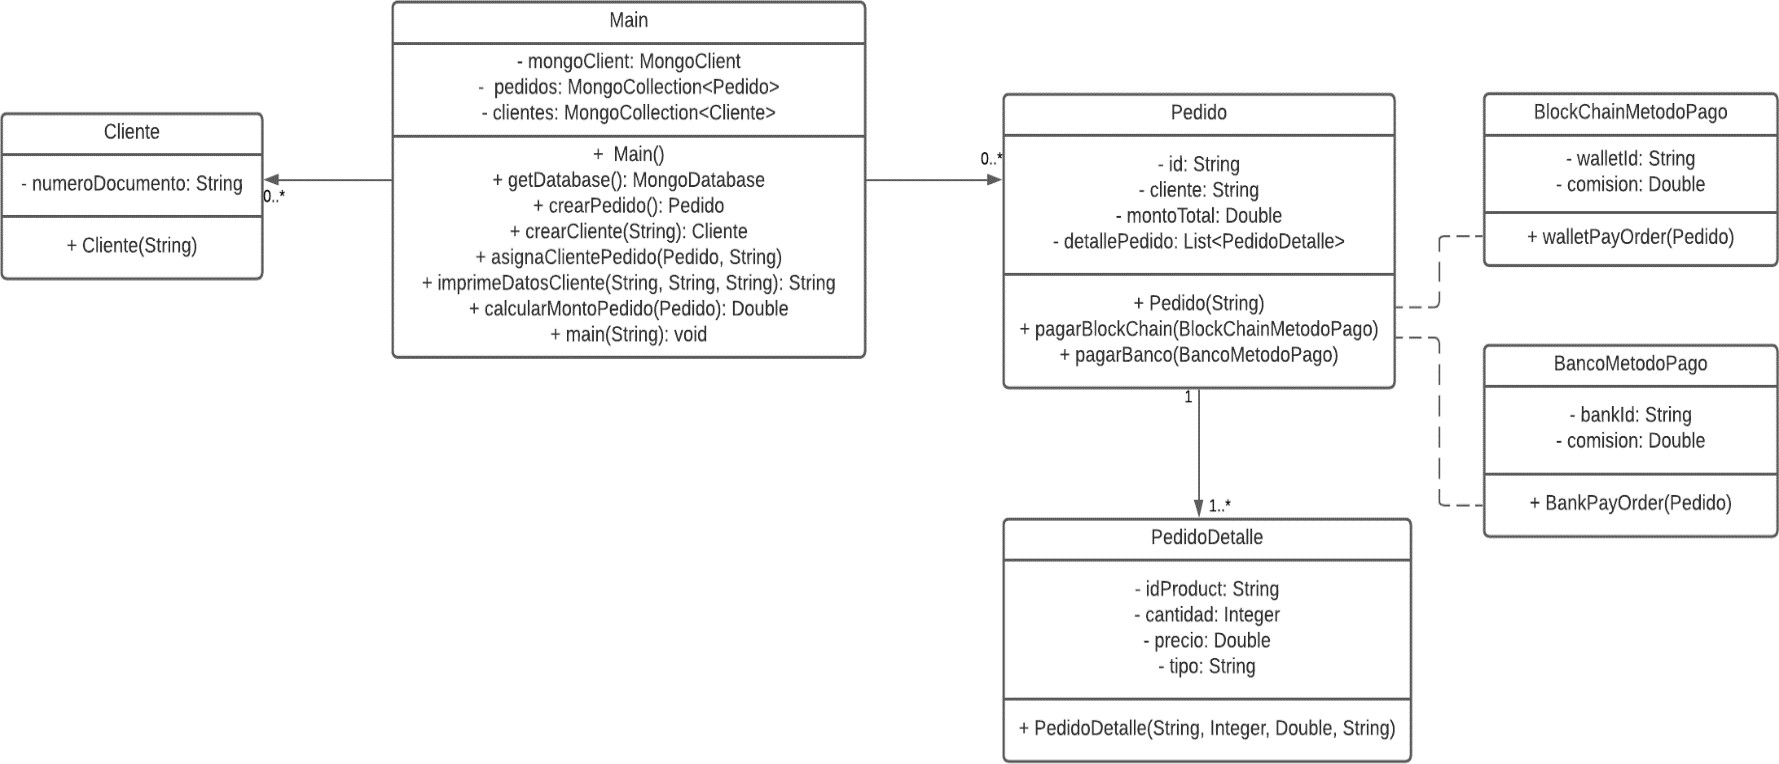 Main
- mongoClient: MongoClient
- pedidos: MongoCollection<Pedido>
- clientes: MongoCollection<Cliente>
+ Main()
+ getDatabase(): MongoDatabase
+ crearPedido(): Pedido
+ crearCliente(String): Cliente
+ asignaClientePedido(Pedido, String)
+ imprimeDatosCliente(String, String, String): String
+ calcularMontoPedido(Pedido): Double
+ main(String): void
Cliente
- numeroDocumento: String
+ Cliente(String)
0..*
0..*
Pedido
- id: String
- cliente: String
- montoTotal: Double
- detallePedido: List<PedidoDetalle>
+ Pedido(String)
+ pagarBlockChain(BlockChainMetodoPago)
+ pagarBanco(BancoMetodoPago)
BlockChainMetodoPago
- walletId: String
- comision: Double
+ walletPayOrder(Pedido)
BancoMetodoPago
- bankId: String
- comision: Double
+ BankPayOrder(Pedido)
1
1..*
PedidoDetalle
- idProduct: String
- cantidad: Integer
- precio: Double
- tipo: String
+ PedidoDetalle(String, Integer, Double, String)